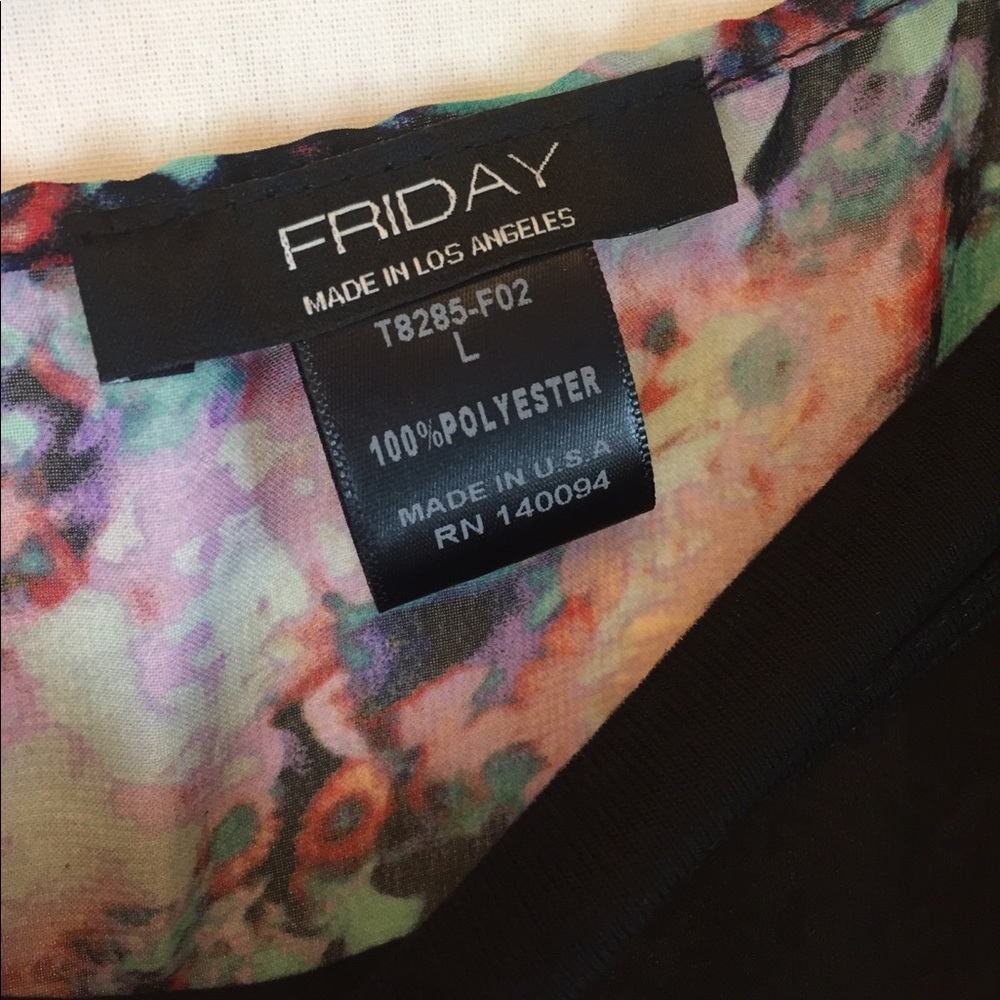 FRIDAY
MADE IN LOS ANGELES
T8285-F02
L
100%POLYESTER
MADE IN U.S.A
RN 140094